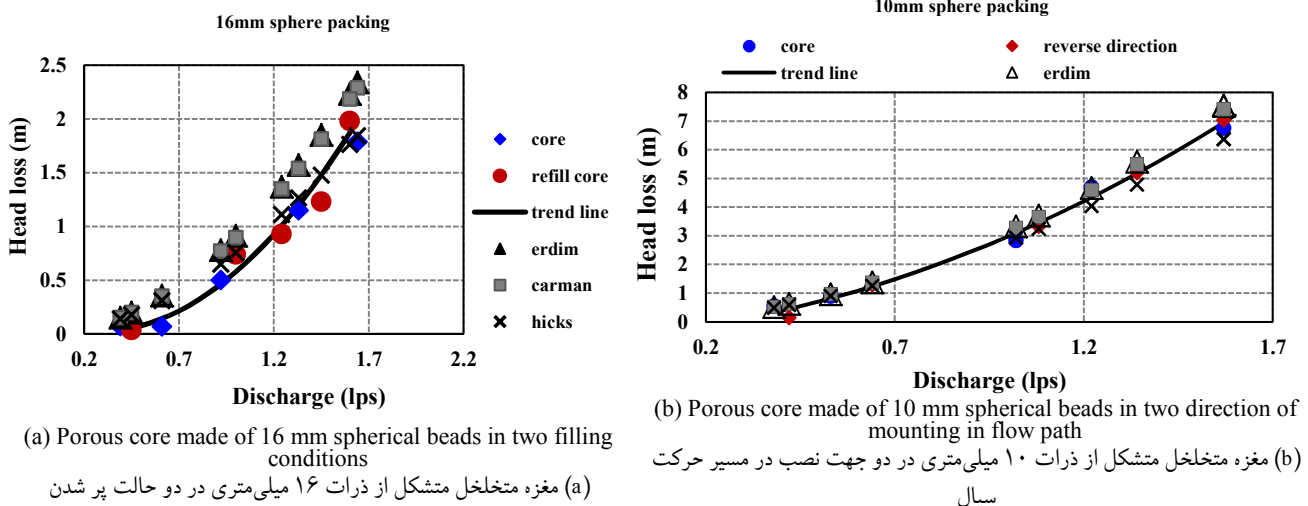 16mm sphere packing
Head loss (m)
2.5
2
1.5
1
0.5
0
0.2
0.7
1.2
1.7
2.2
Discharge (lps)
core
refill core
trend line
erdim
carman
hicks
(a) Porous core made of 16 mm spherical beads in two filling
conditions
(a) مغزه متخلخل متشکل از ذرات ۱۶ میلی‌متری در دو حالت پر شدن
10mm sphere packing
core
reverse direction
trend line
erdim
Head loss (m)
8
7
6
5
4
3
2
1
0
0.2
0.7
1.2
1.7
Discharge (lps)
(b) Porous core made of 10 mm spherical beads in two direction of
mounting in flow path
(b) مغزه متخلخل متشکل از ذرات ۱۰ میلی‌متری در دو جهت نصب در مسیر حرکت
سیال